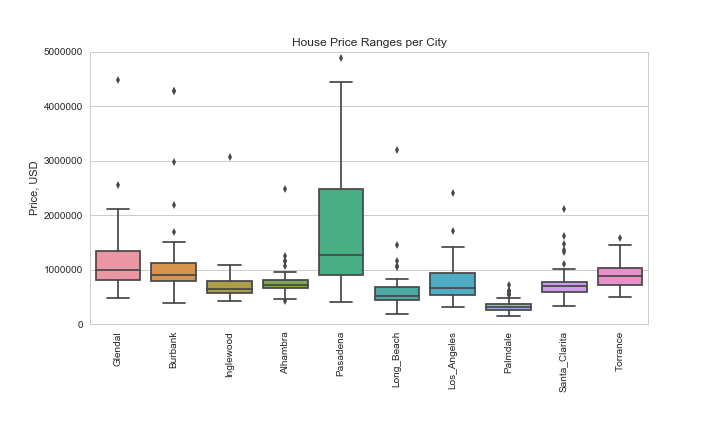 House Price Ranges per City
Price, USD
5000000
4000000
3000000
2000000
1000000
0
Glendal
Burbank
Inglewood
Alhambra
Pasadena
Long_Beach
Los_Angeles
Palmdale
Santa_Clarita
Torrance